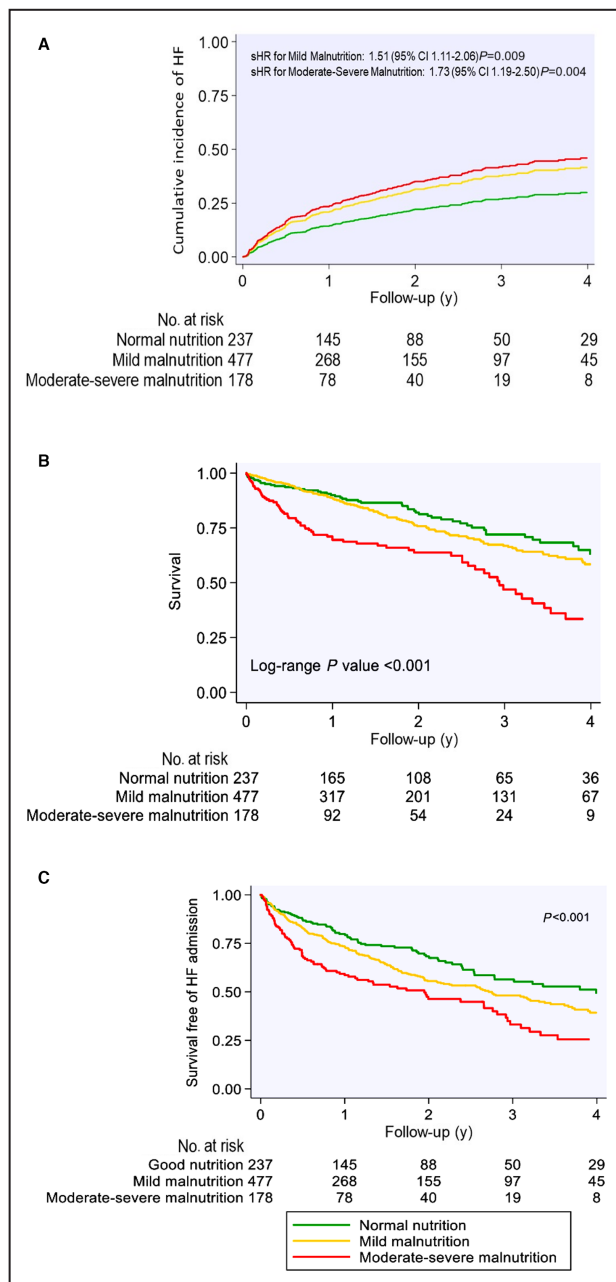 A
Cumulative incidence of HF
1.00
0.75
0.50
0.25
0.00
sHR for Mild Malnutrition: 1.51 (95% CI 1.11-2.06) P=0.009
sHR for Moderate-Severe Malnutrition: 1.73 (95% CI 1.19-2.50) P=0.004
0 1 2 3 4
Follow-up (y)
No. at risk
Normal nutrition 237 145 88 50 29
Mild malnutrition 477 268 155 97 45
Moderate-severe malnutrition 178 78 40 19 8
B
Survival
1.00
0.75
0.50
0.25
0.00
Log-range P value <0.001
0 1 2 3 4
Follow-up (y)
No. at risk
Normal nutrition 237 165 108 65 36
Mild malnutrition 477 317 201 131 67
Moderate-severe malnutrition 178 92 54 24 9
C
Survival free of HF admission
1.00
0.75
0.50
0.25
0.00
P<0.001
0 1 2 3 4
Follow-up (y)
No. at risk
Good nutrition 237 145 88 50 29
Mild malnutrition 477 268 155 97 45
Moderate-severe malnutrition 178 78 40 19 8
Normal nutrition
Mild malnutrition
Moderate-severe malnutrition